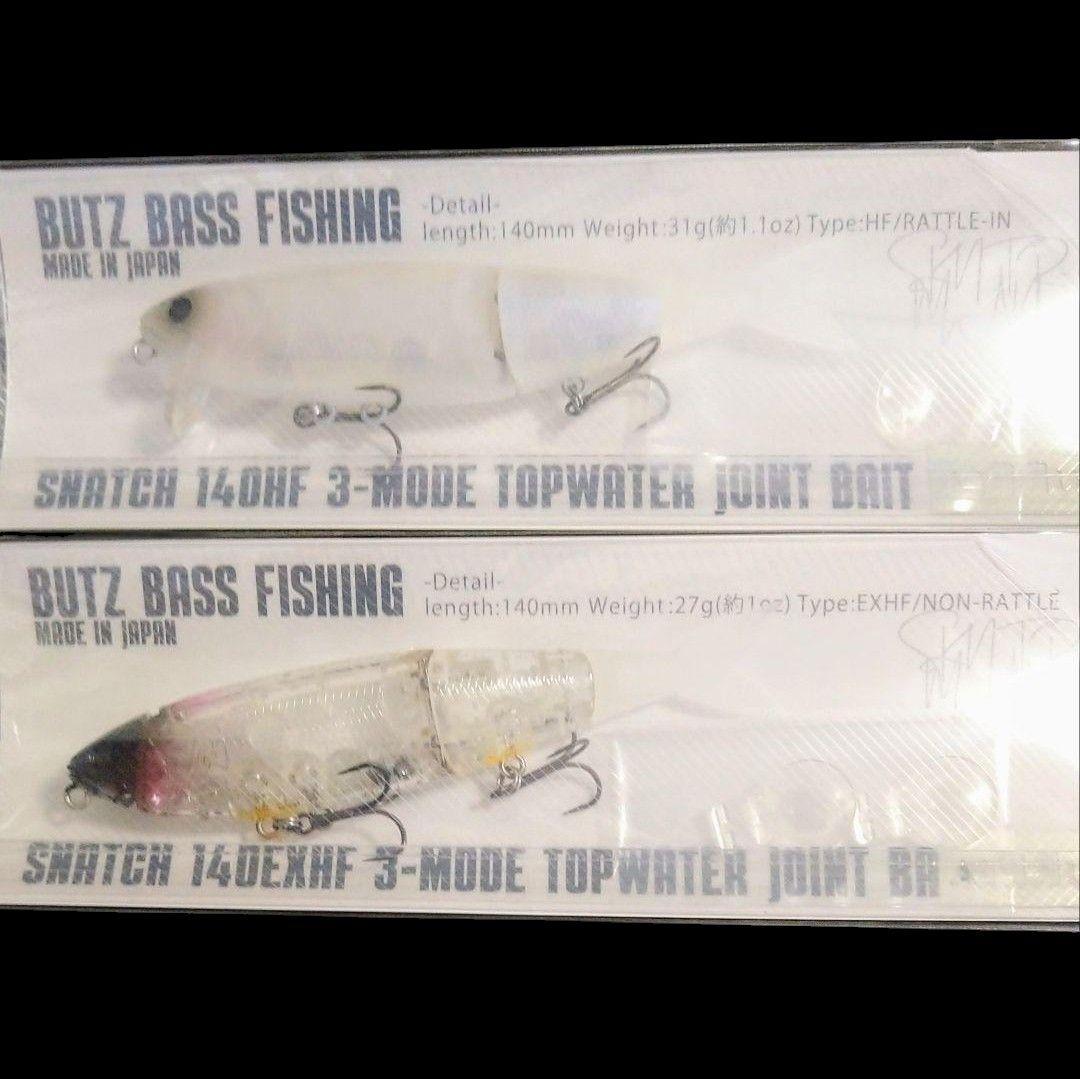 BUTZ BASS FISHING
MADE IN JAPAN
-Detail-
length:140mm Weight:31g(約1.1oz) Type:HF/RATTLE-IN
SNATCH 140HF 3-MODE TOPWATER JOINT BAIT
BUTZ BASS FISHING
MADE IN JAPAN
-Detail-
length:140mm Weight:27g(約1oz) Type:EXHF/NON-RATTLE
SNATCH 140EXHF 3-MODE TOPWATER JOINT BA